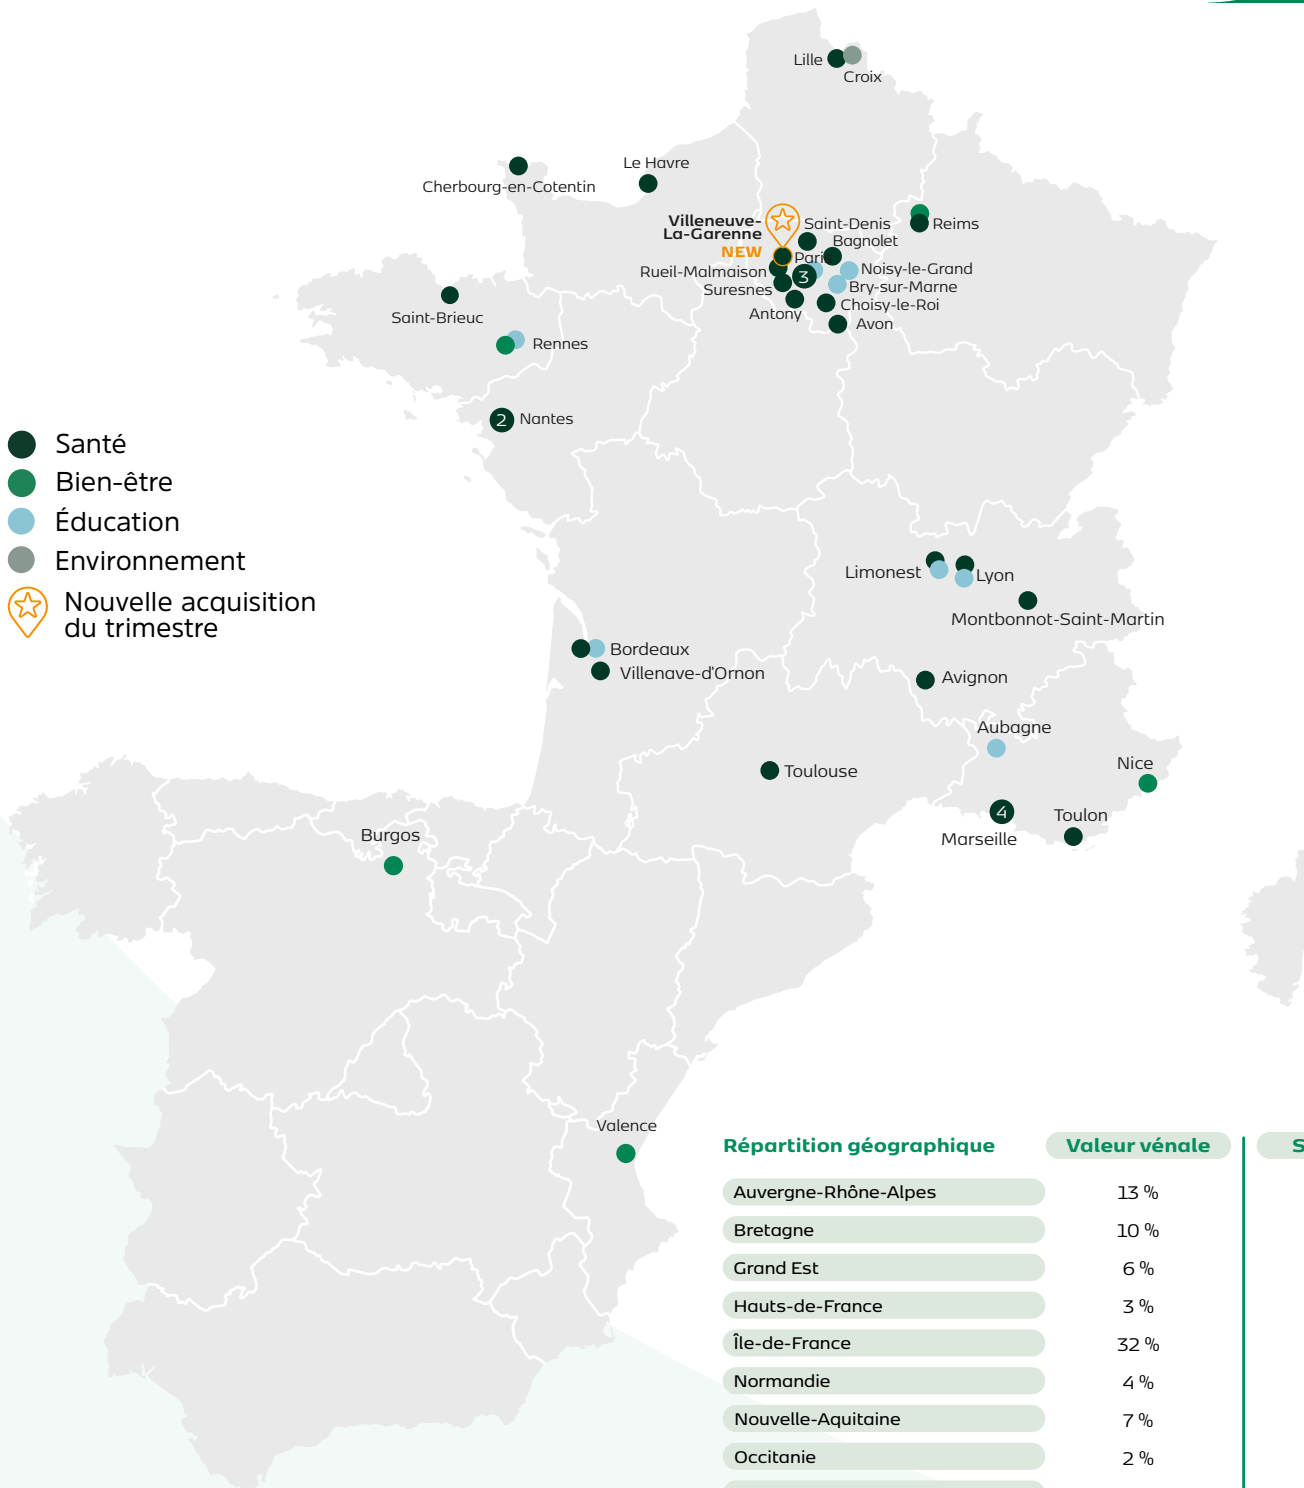 Lille
Croix
Le Havre
Cherbourg-en-Cotentin
Villeneuve-
La-Garenne
NEW
Saint-Denis
Reims
Bagnolet
Rueil-Malmaison
3
Noisy-le-Grand
Suresnes
Bry-sur-Marne
Antony
Choisy-le-Roi
Avon
Saint-Brieuc
Rennes
2 Nantes
Santé
Bien-être
Éducation
Environnement
Nouvelle acquisition
du trimestre
Limonest
Lyon
Montbonnot-Saint-Martin
Bordeaux
Villenave-d'Ornon
Avignon
Aubagne
Nice
Toulouse
4
Marseille
Toulon
Burgos
Valence
Répartition géographique Valeur vénale
Auvergne-Rhône-Alpes 13 %
Bretagne 10 %
Grand Est 6 %
Hauts-de-France 3 %
Île-de-France 32 %
Normandie 4 %
Nouvelle-Aquitaine 7 %
Occitanie 2 %